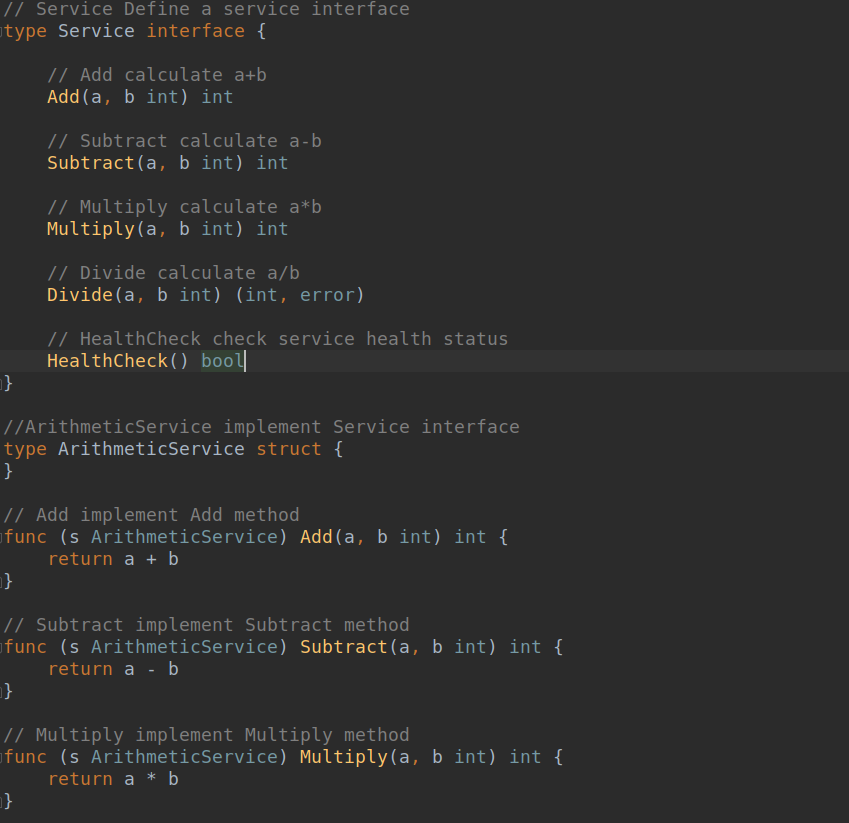 // Service Define a service interface
type Service interface {
// Add calculate a+b
Add(a, b int) int
// Subtract calculate a-b
Subtract(a, b int) int
// Multiply calculate a*b
Multiply(a, b int) int
// Divide calculate a/b
Divide(a, b int) (int, error)
// HealthCheck check service health status
HealthCheck() bool
}
//ArithmeticService implement Service interface
type ArithmeticService struct {
}
// Add implement Add method
func (s ArithmeticService) Add(a, b int) int {
return a + b
}
// Subtract implement Subtract method
func (s ArithmeticService) Subtract(a, b int) int {
return a - b
}
// Multiply implement Multiply method
func (s ArithmeticService) Multiply(a, b int) int {
return a * b
}